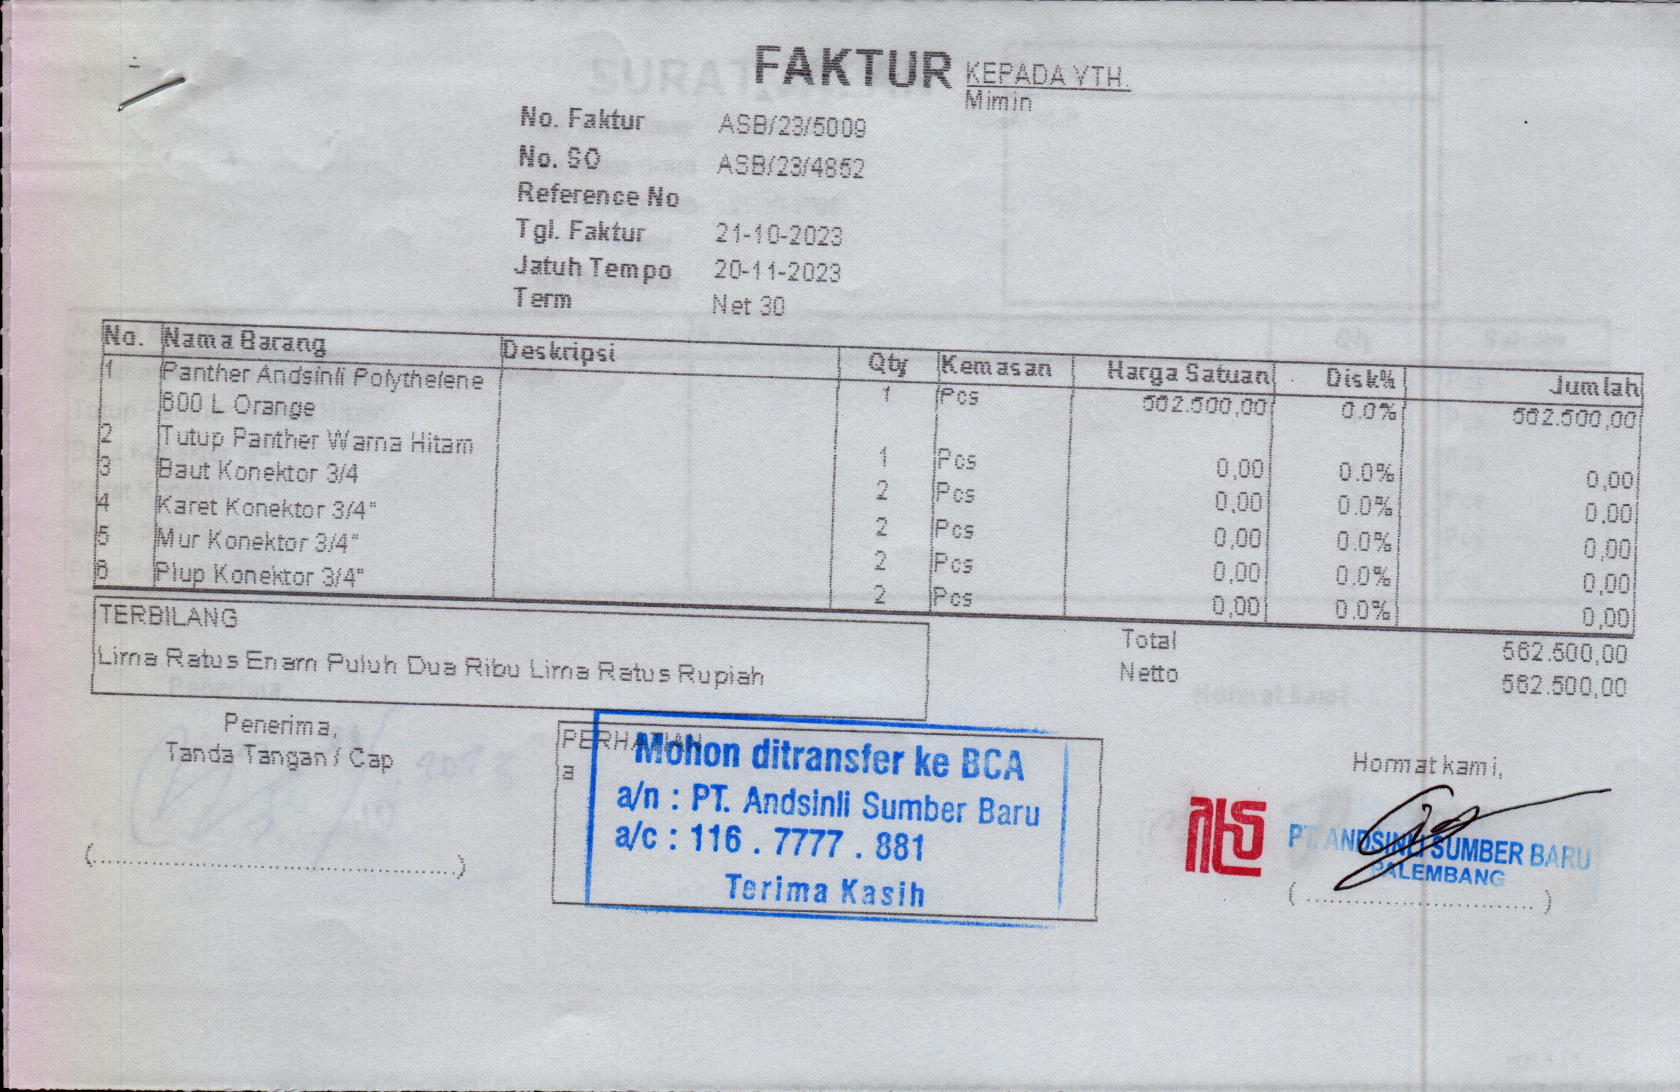 FAKTUR
KEPADA YTH.
Mimin
No. Faktur ASB/23/5009
No. SO ASB/23/4852
Reference No
Tgl. Faktur 21-10-2023
Jatuh Tempo 20-11-2023
Term Net 30
No. Nama Barang Deskripsi Qty Kemasan Harga Satuan Disk% Jumlah
1 Panther Andsinli Polythelene 1 Pcs 562.500,00 0.0% 562.500,00
600 L Orange
2 Tutup Panther Warna Hitam 1 Pcs 0,00 0.0% 0,00
3 Baut Konektor 3/4 2 Pcs 0,00 0.0% 0,00
4 Karet Konektor 3/4" 2 Pcs 0,00 0.0% 0,00
5 Mur Konektor 3/4" 2 Pcs 0,00 0.0% 0,00
6 Plup Konektor 3/4" 2 Pcs 0,00 0.0% 0,00
TERBILANG
Lima Ratus Enam Puluh Dua Ribu Lima Ratus Rupiah
Total 562.500,00
Netto 562.500,00
Penerima,
Tanda Tangan / Cap
(..............................)
PERHATIAN
a
Mohon ditransfer ke BCA
a/n : PT. Andsinli Sumber Baru
a/c : 116 . 7777 . 881
Terima Kasih
Hormat kami,
PT. ANDSINLI SUMBER BARU
PALEMBANG
( .............................. )